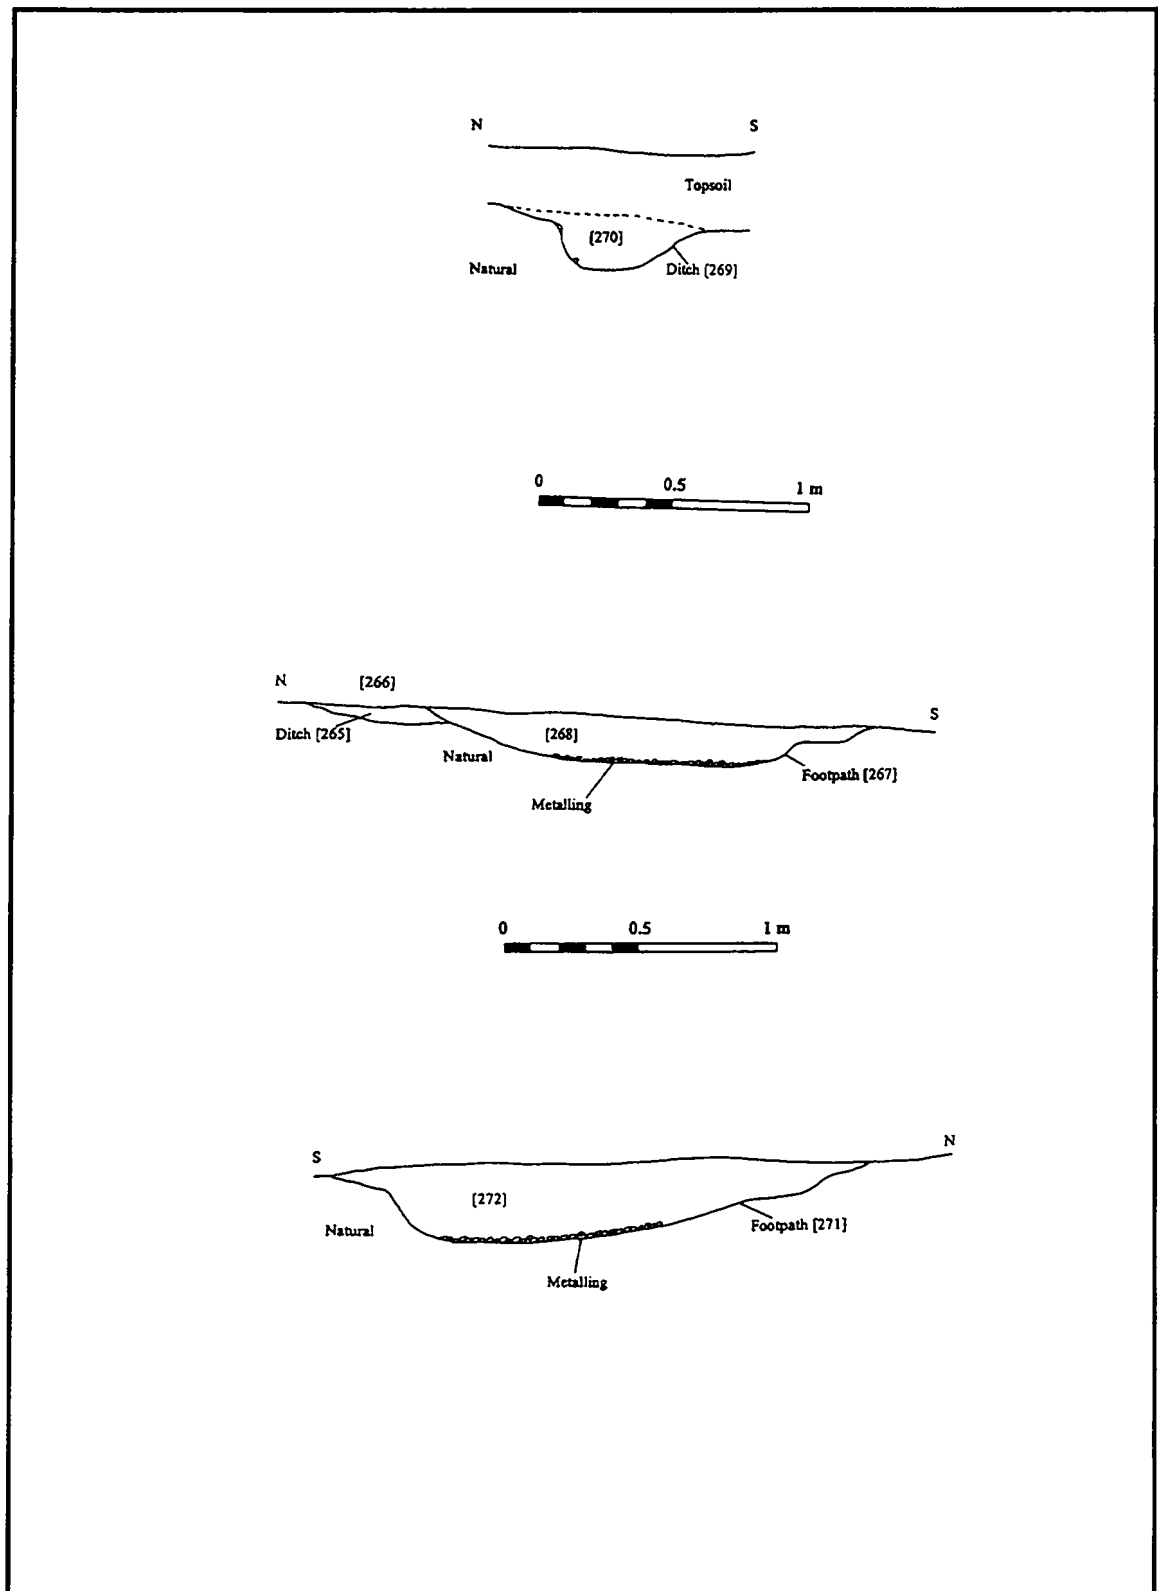 N S
Topsoil
[270]
Natural Ditch [269]
0 0.5 1 m
N [266] S
Ditch [265] [268]
Natural Footpath [267]
Metalling
0 0.5 1 m
S N
[272]
Natural Footpath [271]
Metalling